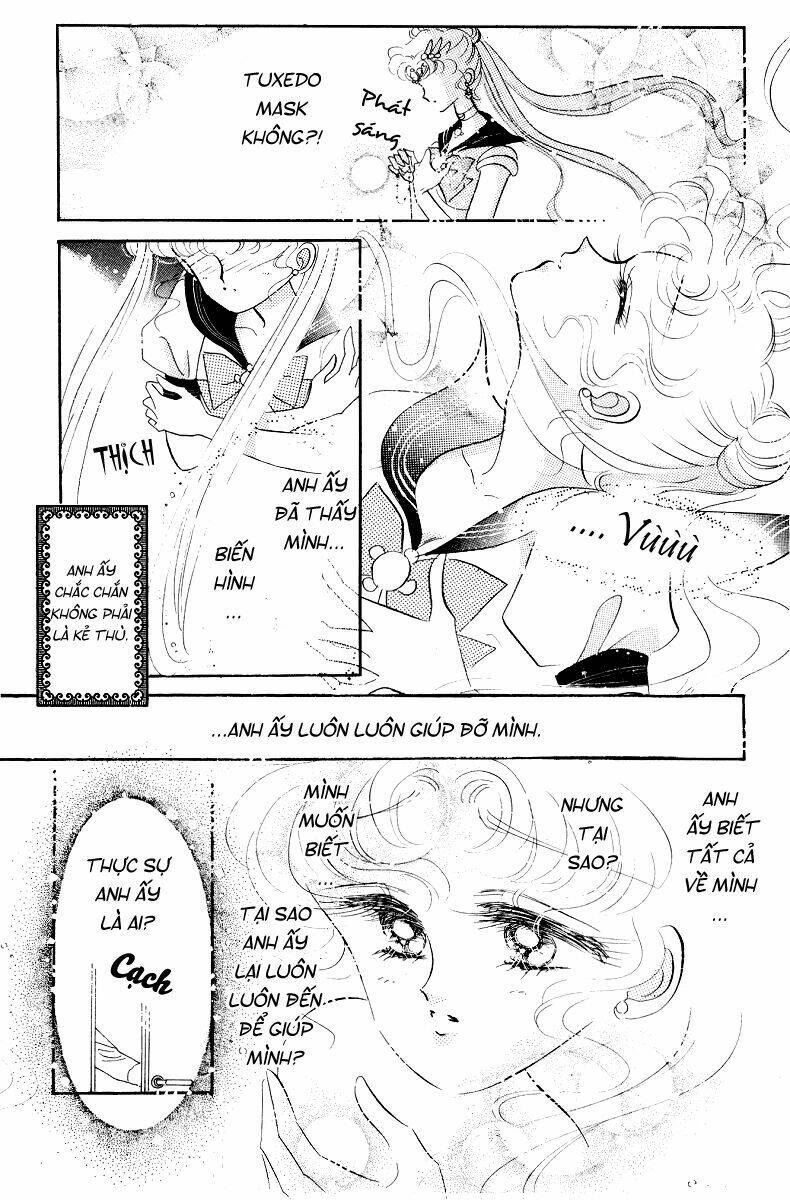 TUXEDO
MASK
KHÔNG?!
Phát
sáng
.... Vùùù
THỊCH
ANH ẤY
ĐÃ THẤY
MÌNH...
BIẾN
HÌNH
...
ANH ẤY
CHẮC CHẮN
KHÔNG PHẢI
LÀ KẺ THÙ.
...ANH ẤY LUÔN LUÔN GIÚP ĐỠ MÌNH.
ANH
ẤY BIẾT
TẤT CẢ
VỀ MÌNH
...
NHƯNG
TẠI
SAO?
MÌNH
MUỐN
BIẾT
...
TẠI SAO
ANH ẤY
LẠI LUÔN
LUÔN ĐẾN
ĐỂ GIÚP
MÌNH?
THỰC SỰ
ANH ẤY
LÀ AI?
Cạch